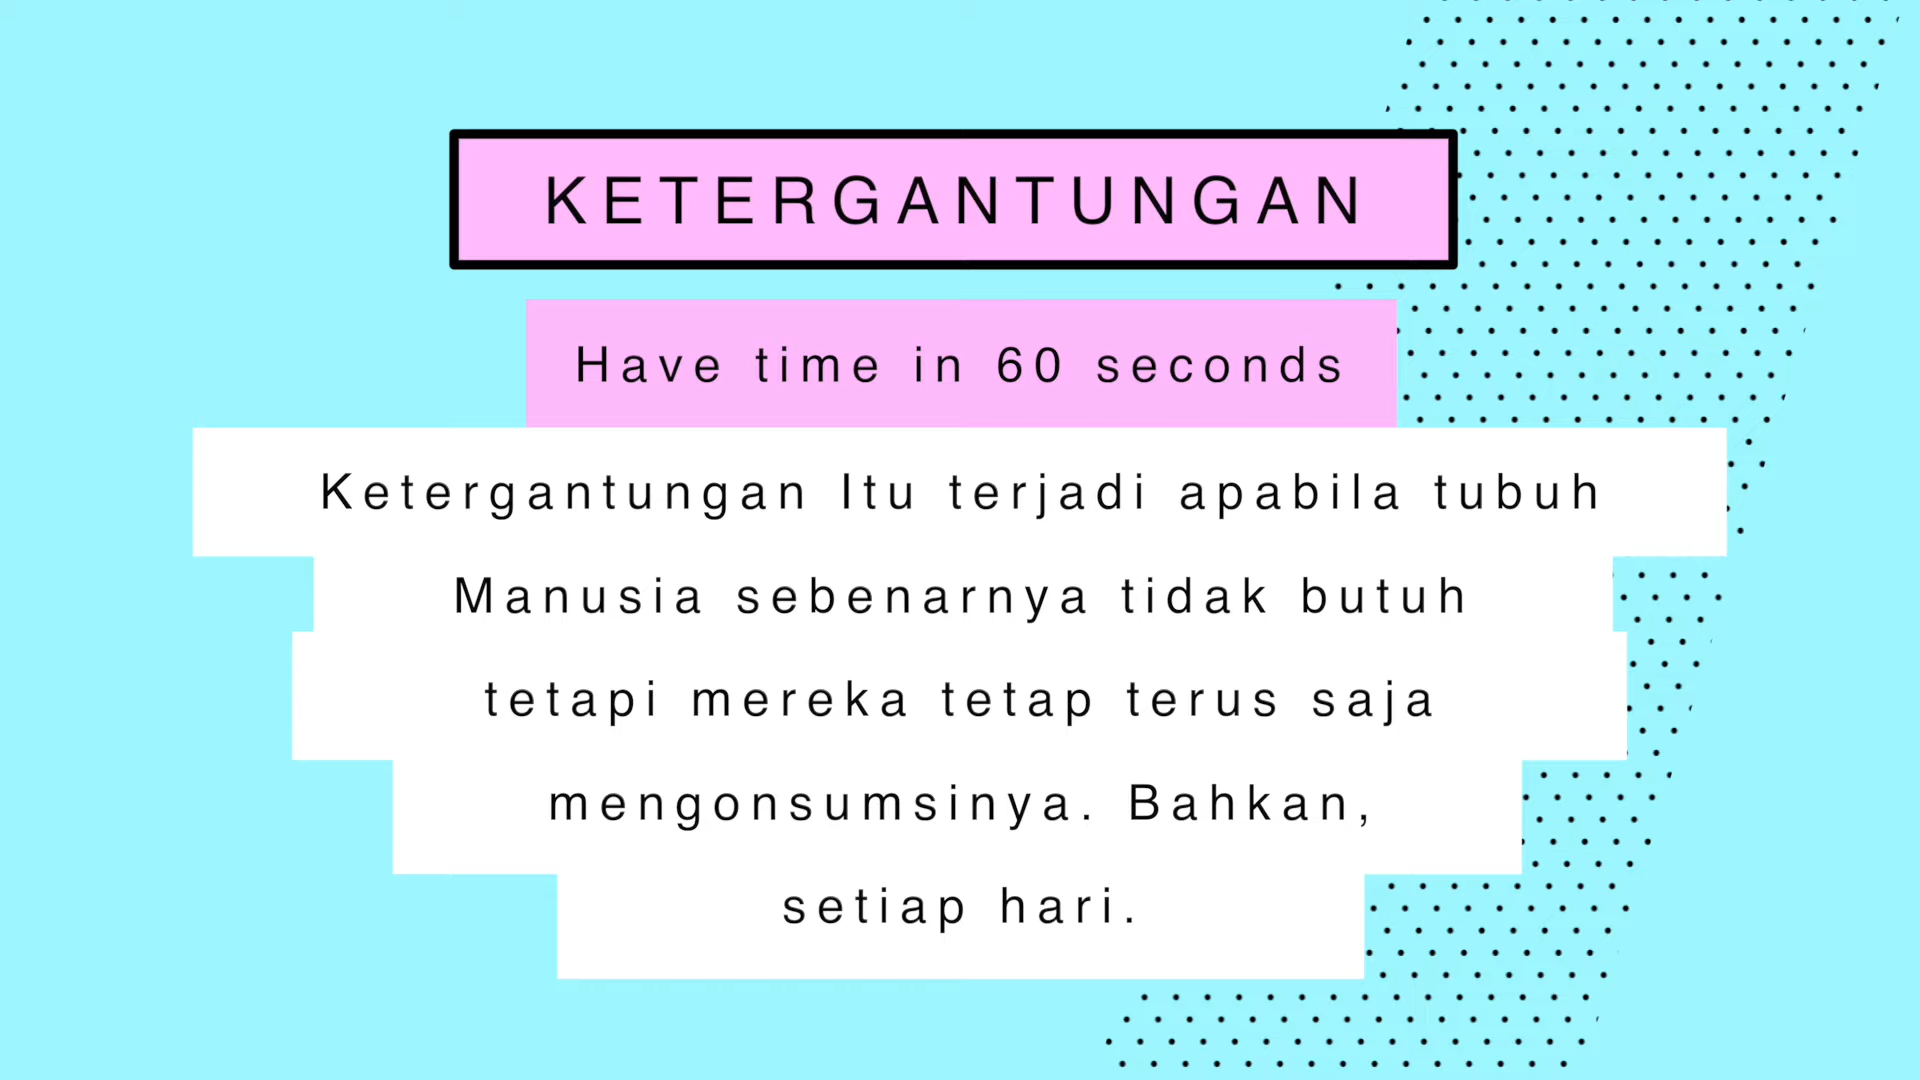 KETERGANTUNGAN
Have time in 60 seconds
Ketergantungan Itu terjadi apabila tubuh
Manusia sebenarnya tidak butuh
tetapi mereka tetap terus saja
mengonsumsinya. Bahkan,
setiap hari.